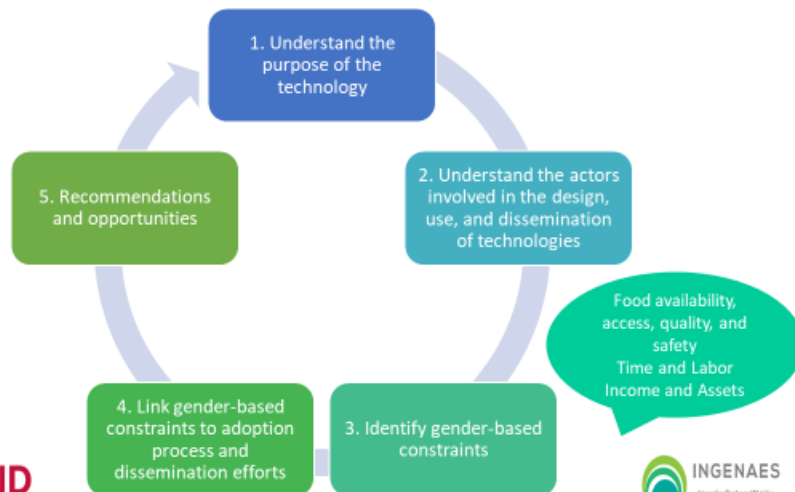 1. Understand the
purpose of the
technology
2. Understand the actors
involved in the design,
use, and dissemination
of technologies
Food availability,
access, quality, and
safety
Time and Labor
Income and Assets
3. Identify gender-based
constraints
4. Link gender-based
constraints to adoption
process and
dissemination efforts
5. Recommendations
and opportunities
ID
INGENAES